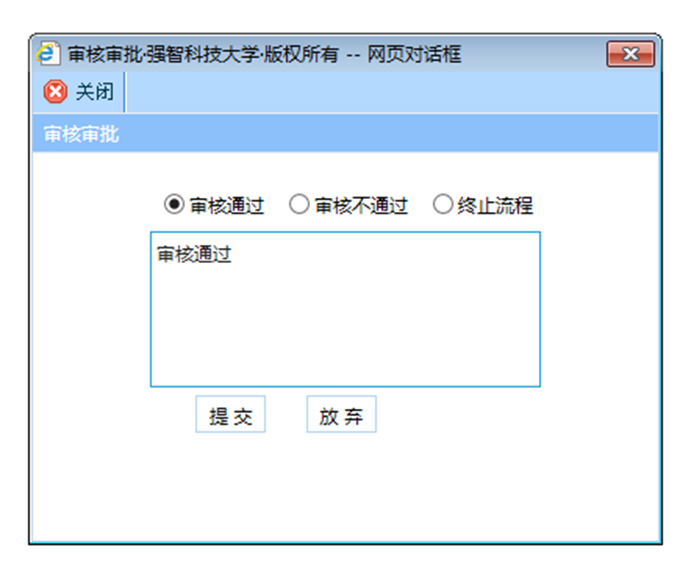 审核审批·强智科技大学·版权所有 -- 网页对话框
关闭
审核审批
审核通过 审核不通过 终止流程
审核通过
提 交 放 弃